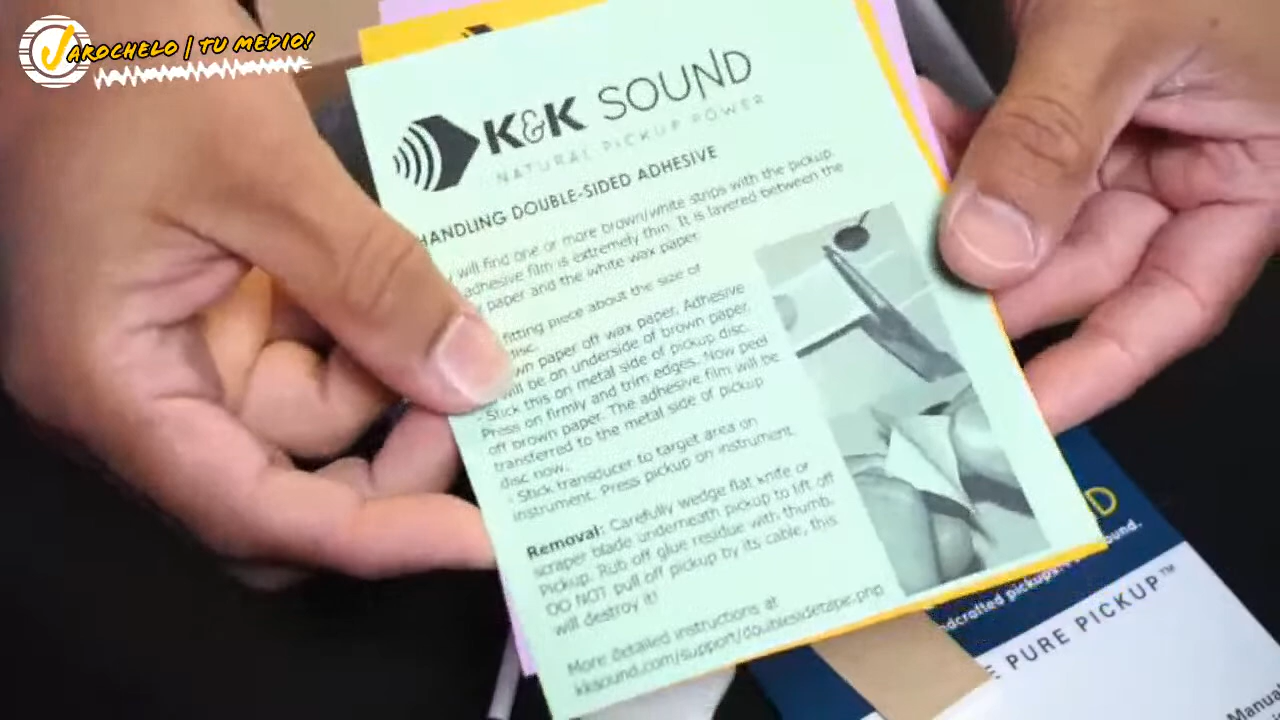 JAROCHELO | TU MEDIO!
K&K SOUND
NATURAL PICKUP POWER
HANDLING DOUBLE-SIDED ADHESIVE
will find one or more brown/white strips with the pickup.
adhesive film is extremely thin. It is layered between the
paper and the white wax paper.
fitting piece about the size of
disc.
paper off wax paper. Adhesive
will be on underside of brown paper.
- Stick this on metal side of pickup disc.
Press on firmly and trim edges. Now peel
off brown paper. The adhesive film will be
transferred to the metal side of pickup
disc now.
- Stick transducer to target area on
instrument. Press pickup on instrument.
Removal: Carefully wedge flat knife or
scraper blade underneath pickup to lift off
Pickup. Rub off glue residue with thumb.
DO NOT pull off pickup by its cable, this
will destroy it!
More detailed instructions at
kksound.com/support/doublesidetape.php
PURE PICKUP™